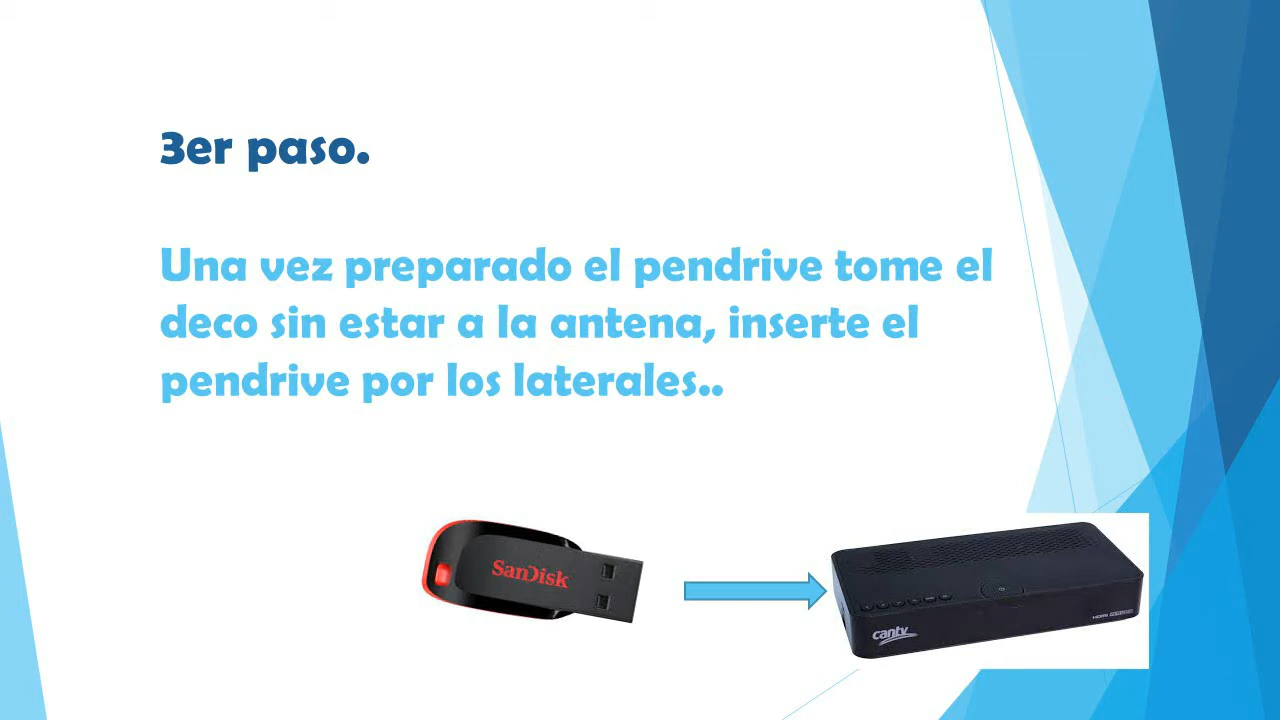 3er paso.
Una vez preparado el pendrive tome el
deco sin estar a la antena, inserte el
pendrive por los laterales..
SanDisk
cantv
HDMI